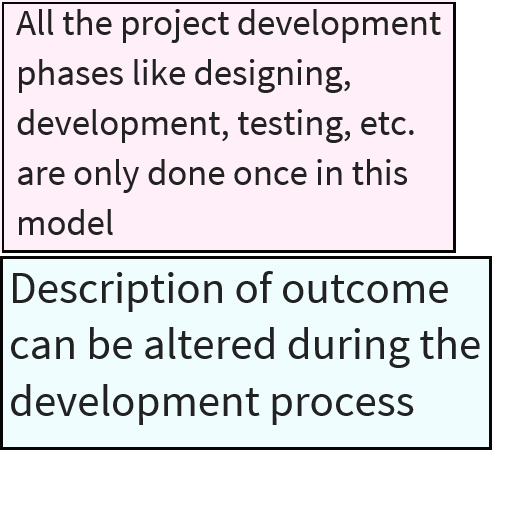 All the project development
phases like designing,
development, testing, etc.
are only done once in this
model
Description of outcome
can be altered during the
development process